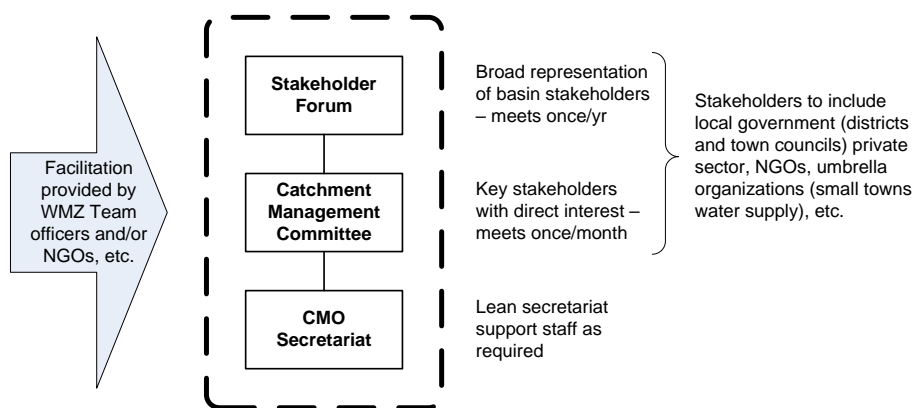 Facilitation
provided by
WMZ Team
officers and/or
NGOs, etc.
Stakeholder
Forum
Catchment
Management
Committee
CMO
Secretariat
Broad representation
of basin stakeholders
– meets once/yr
Key stakeholders
with direct interest –
meets once/month
Lean secretariat
support staff as
required
Stakeholders to include
local government (districts
and town councils) private
sector, NGOs, umbrella
organizations (small towns
water supply), etc.